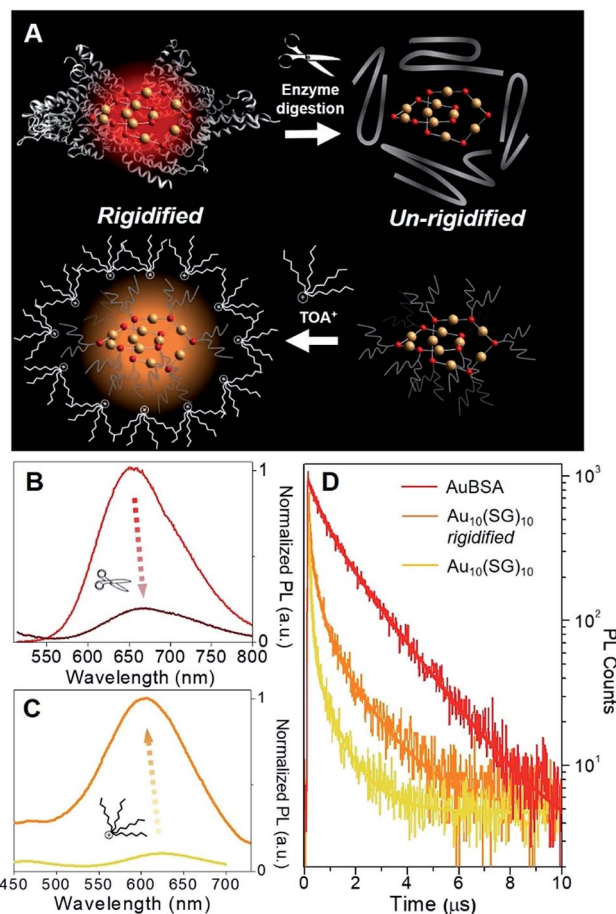 A
Enzyme
digestion
Rigidified
Un-rigidified
TOA⁺
B
1
0
Normalized PL (a.u.)
550 600 650 700 750 800
Wavelength (nm)
C
1
0
Normalized PL (a.u.)
450 500 550 600 650 700
Wavelength (nm)
D
AuBSA
Au₁₀(SG)₁₀
rigidified
Au₁₀(SG)₁₀
10³
10²
10¹
PL Counts
0 2 4 6 8 10
Time (μs)